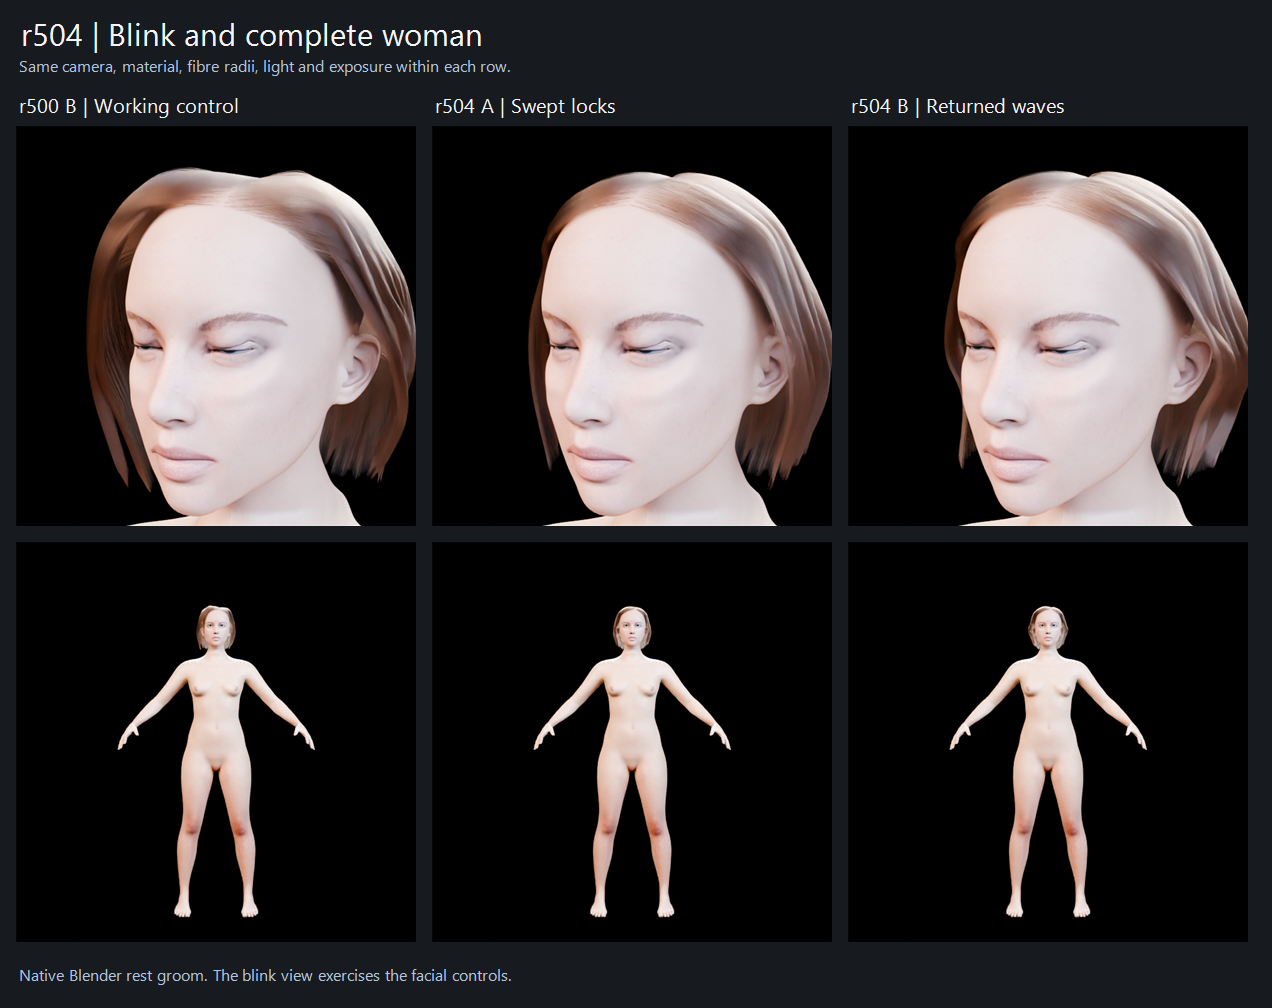 r504 | Blink and complete woman
Same camera, material, fibre radii, light and exposure within each row.
r500 B | Working control
r504 A | Swept locks
r504 B | Returned waves
Native Blender rest groom. The blink view exercises the facial controls.